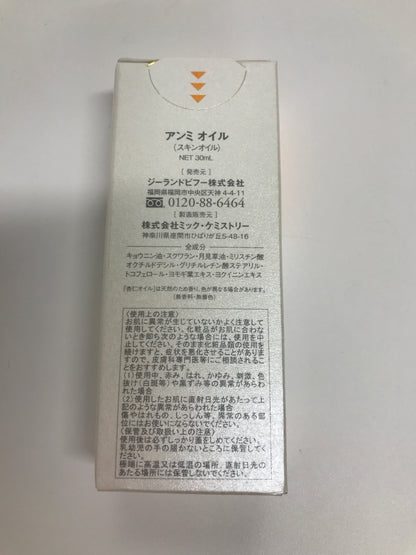 アンミ オイル
(スキンオイル)
NET 30mL
[ 発売元 ]
ジーランドビフー株式会社
福岡県福岡市中央区天神 4-4-11
0120-88-6464
[ 製造販売元 ]
株式会社ミック・ケミストリー
神奈川県座間市ひばりが丘5-48-16
全成分
キョウニン油・スクワラン・月見草油・ミリスチン酸
オクチルドデシル・グリチルレチン酸ステアリル・
トコフェロール・ヨモギ葉エキス・ヨクイニンエキス
「杏仁オイル」は天然のため香り、色が異なる場合があります。
(無香料・無着色)
〈使用上の注意〉
お肌に異常が生じていないかよく注意して
使用してください。化粧品がお肌に合わな
いとき即ち次のような場合には、使用を中
止してください。そのまま化粧品類の使用を
続けますと、症状を悪化させることがありま
すので、皮膚科専門医等にご相談されるこ
とをおすすめします。
(1)使用中、赤み、はれ、かゆみ、刺激、色
抜け(白斑等)や黒ずみ等の異常があらわ
れた場合
(2)使用したお肌に直射日光があたって上
記のような異常があらわれた場合
傷やはれもの、しっしん等、異常のある部
位にはお使いにならないでください。
〈保管及び取扱い上の注意〉
使用後は必ずしっかり蓋をしめてください。
乳幼児の手の届かないところに保管してく
ださい。
極端に高温又は低温の場所、直射日光の
あたる場所には保管しないでください。